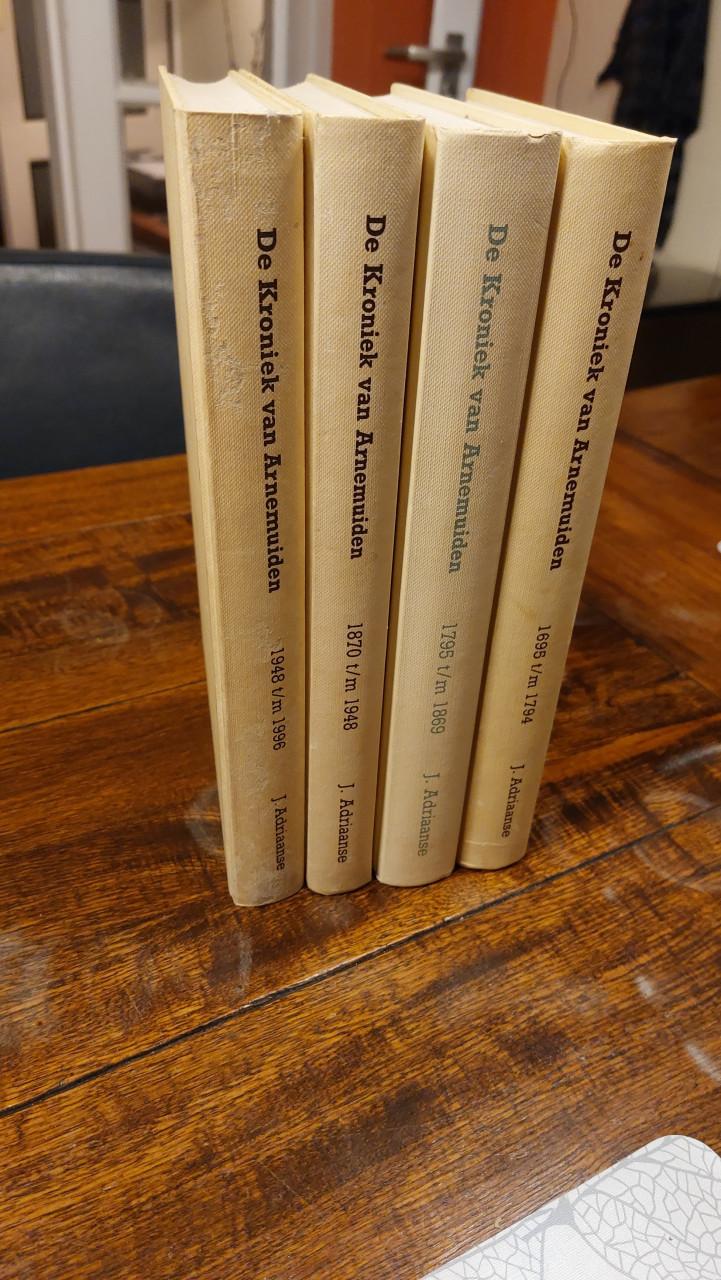 De Kroniek van Arnemuiden 1948 t/m 1996 J. Adriaanse
De Kroniek van Arnemuiden 1870 t/m 1948 J. Adriaanse
De Kroniek van Arnemuiden 1795 t/m 1869 J. Adriaanse
De Kroniek van Arnemuiden 1695 t/m 1794 J. Adriaanse